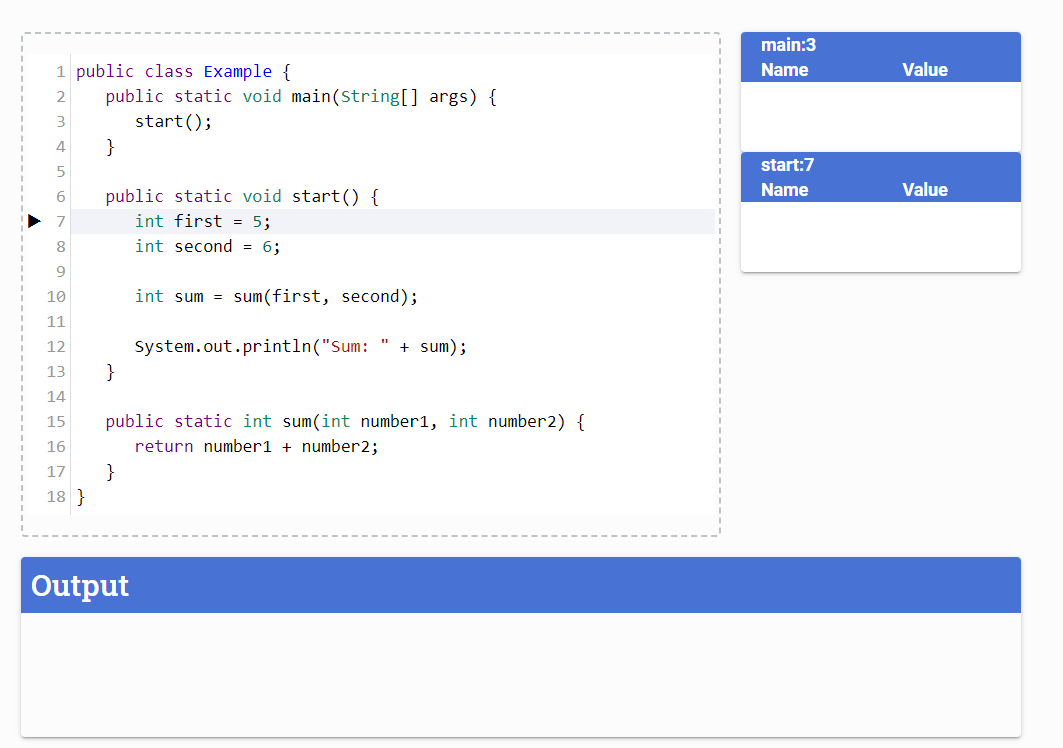 1 public class Example {
2    public static void main(String[] args) {
3       start();
4    }
5
6    public static void start() {
7       int first = 5;
8       int second = 6;
9
10       int sum = sum(first, second);
11
12       System.out.println("Sum: " + sum);
13    }
14
15    public static int sum(int number1, int number2) {
16       return number1 + number2;
17    }
18 }
main:3
Name Value
start:7
Name Value
Output